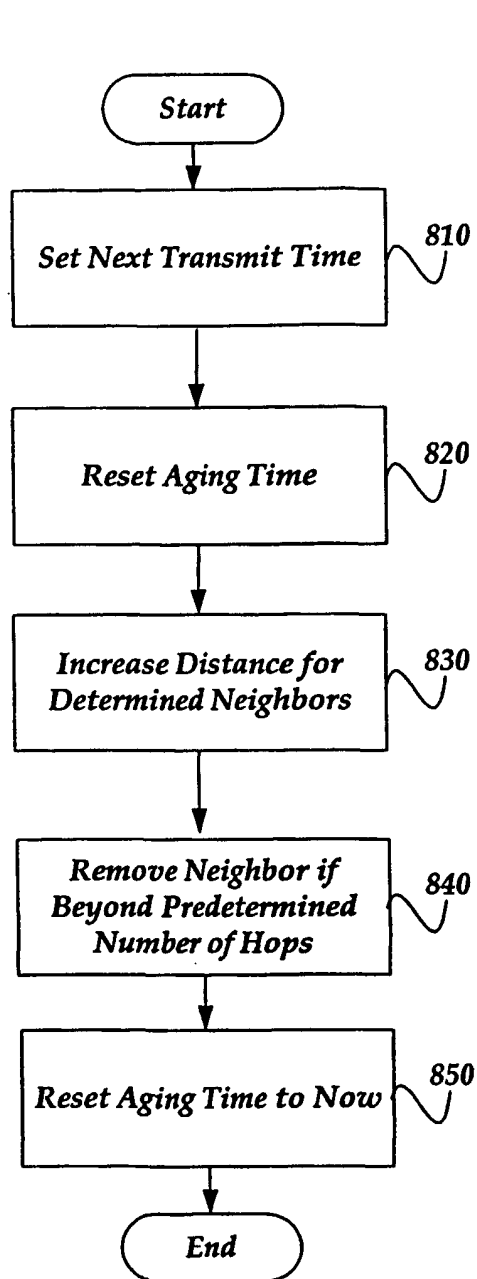 Start
Set Next Transmit Time
810
Reset Aging Time
820
Increase Distance for
Determined Neighbors
830
Remove Neighbor if
Beyond Predetermined
Number of Hops
840
Reset Aging Time to Now
850
End